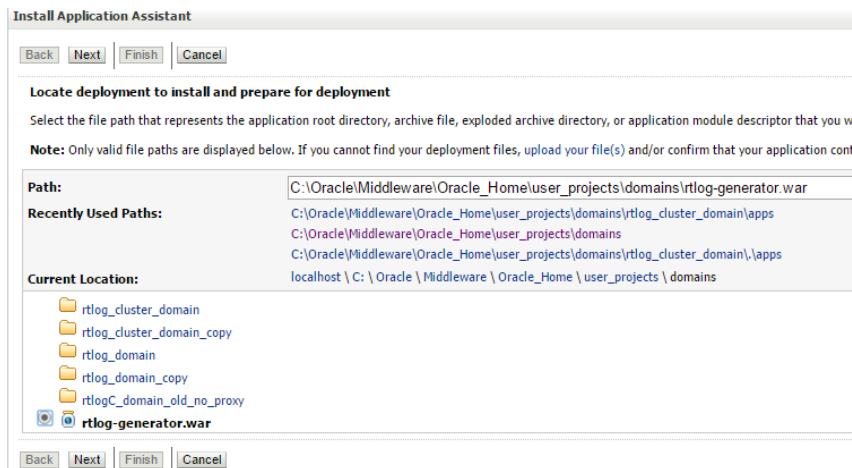 Install Application Assistant
Back Next Finish Cancel
Locate deployment to install and prepare for deployment
Select the file path that represents the application root directory, archive file, exploded archive directory, or application module descriptor that you w
Note: Only valid file paths are displayed below. If you cannot find your deployment files, upload your file(s) and/or confirm that your application cont
Path: C:\Oracle\Middleware\Oracle_Home\user_projects\domains\rtlog-generator.war
Recently Used Paths: C:\Oracle\Middleware\Oracle_Home\user_projects\domains\rtlog_cluster_domain\apps
C:\Oracle\Middleware\Oracle_Home\user_projects\domains
C:\Oracle\Middleware\Oracle_Home\user_projects\domains\rtlog_cluster_domain\.\apps
Current Location: localhost \ C: \ Oracle \ Middleware \ Oracle_Home \ user_projects \ domains
rtlog_cluster_domain
rtlog_cluster_domain_copy
rtlog_domain
rtlog_domain_copy
rtlogC_domain_old_no_proxy
rtlog-generator.war
Back Next Finish Cancel